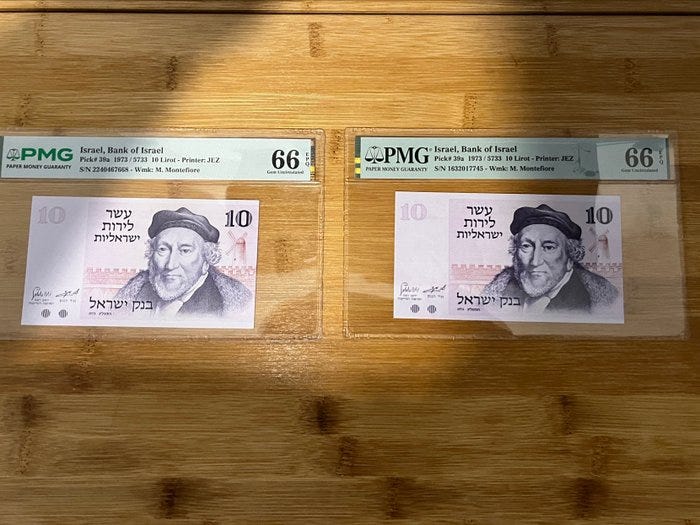 PMG
PAPER MONEY GUARANTY
Israel, Bank of Israel
Pick# 39a 1973 / 5733 10 Lirot - Printer: JEZ
S/N 2240467668 - Wmk: M. Montefiore
66 EPQ
Gem Uncirculated
10
עשר
לירות
ישראליות
10
בנק ישראל
PMG
PAPER MONEY GUARANTY
Israel, Bank of Israel
Pick# 39a 1973 / 5733 10 Lirot - Printer: JEZ
S/N 1632017745 - Wmk: M. Montefiore
66 EPQ
Gem Uncirculated
10
עשר
לירות
ישראליות
10
בנק ישראל